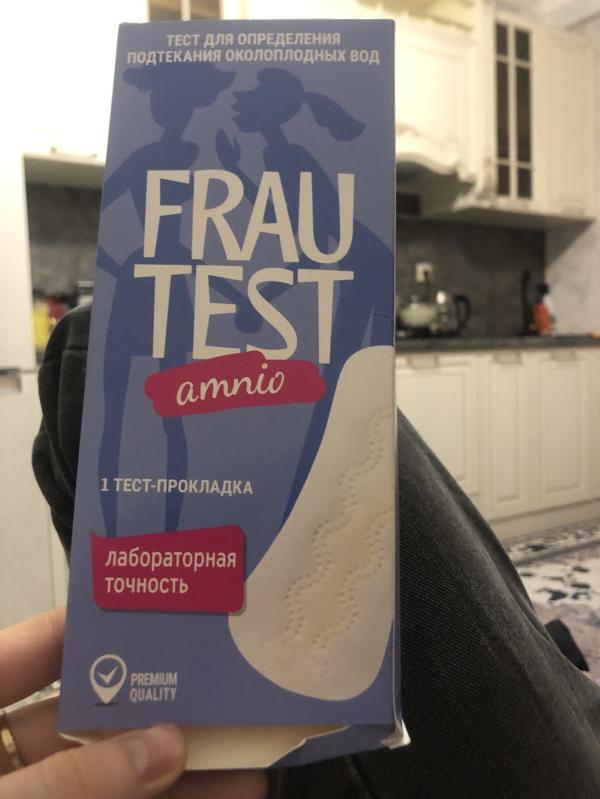 ТЕСТ ДЛЯ ОПРЕДЕЛЕНИЯ
ПОДТЕКАНИЯ ОКОЛОПЛОДНЫХ ВОД
FRAU
TEST
amnio
1 ТЕСТ-ПРОКЛАДКА
лабораторная
точность
PREMIUM
QUALITY